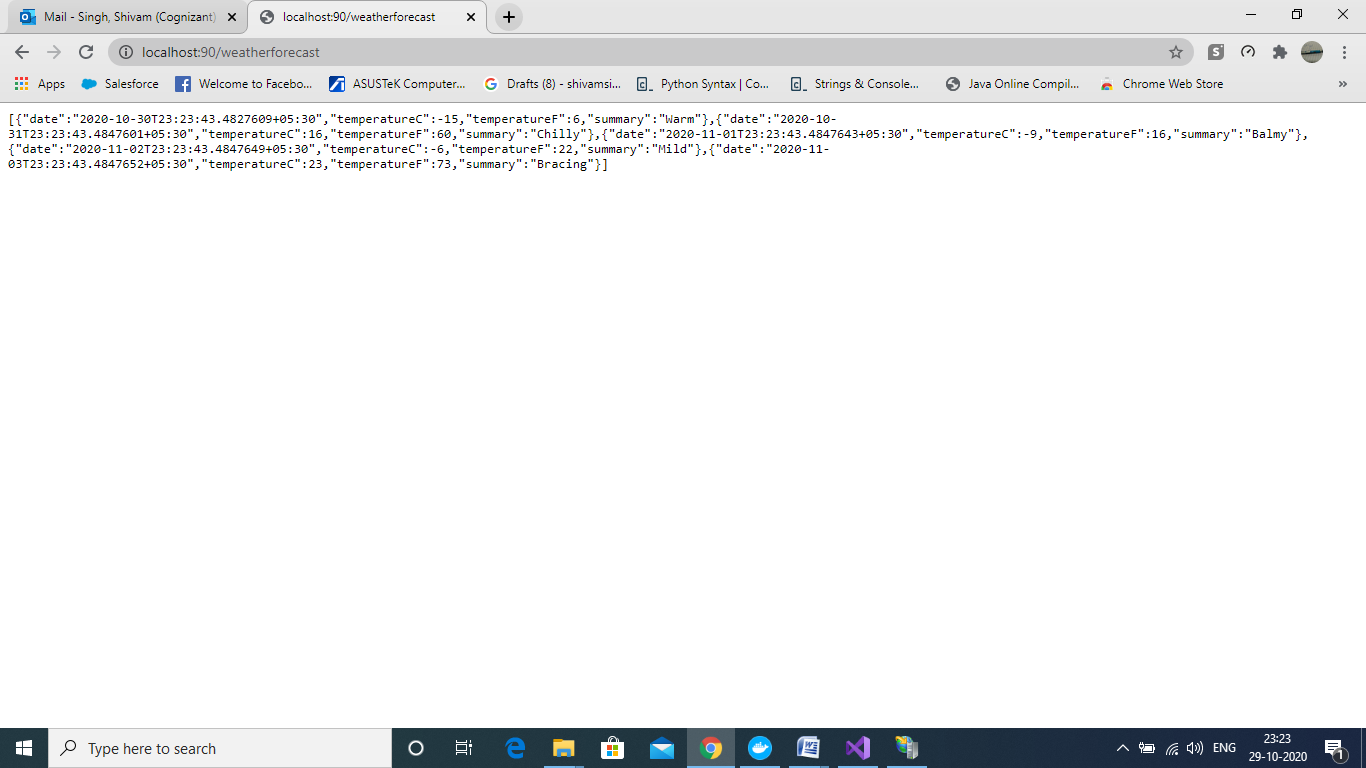 Mail - Singh, Shivam (Cognizant)
localhost:90/weatherforecast
localhost:90/weatherforecast
Apps
Salesforce
Welcome to Facebo...
ASUSTeK Computer...
Drafts (8) - shivamsi...
Python Syntax | Co...
Strings & Console...
Java Online Compil...
Chrome Web Store
»
[{"date":"2020-10-30T23:23:43.4827609+05:30","temperatureC":-15,"temperatureF":6,"summary":"Warm"},{"date":"2020-10-
31T23:23:43.4847601+05:30","temperatureC":16,"temperatureF":60,"summary":"Chilly"},{"date":"2020-11-01T23:23:43.4847643+05:30","temperatureC":-9,"temperatureF":16,"summary":"Balmy"},
{"date":"2020-11-02T23:23:43.4847649+05:30","temperatureC":-6,"temperatureF":22,"summary":"Mild"},{"date":"2020-11-
03T23:23:43.4847652+05:30","temperatureC":23,"temperatureF":73,"summary":"Bracing"}]
Type here to search
ENG
23:23
29-10-2020
1